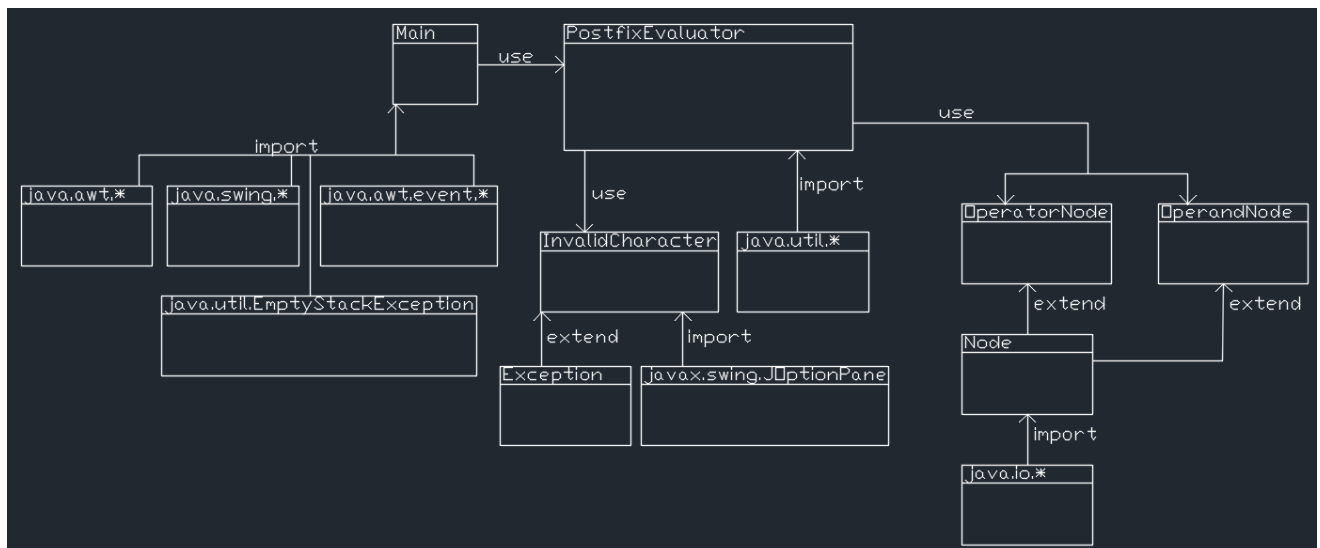 Main
PostfixEvaluator
use
use
import
java.awt.*
java.swing.*
java.awt.event.*
use
import
OperatorNode
OperandNode
InvalidCharacter
java.util.*
java.util.EmptyStackException
extend
import
extend
extend
Node
Exception
javax.swing.JOptionPane
import
java.io.*